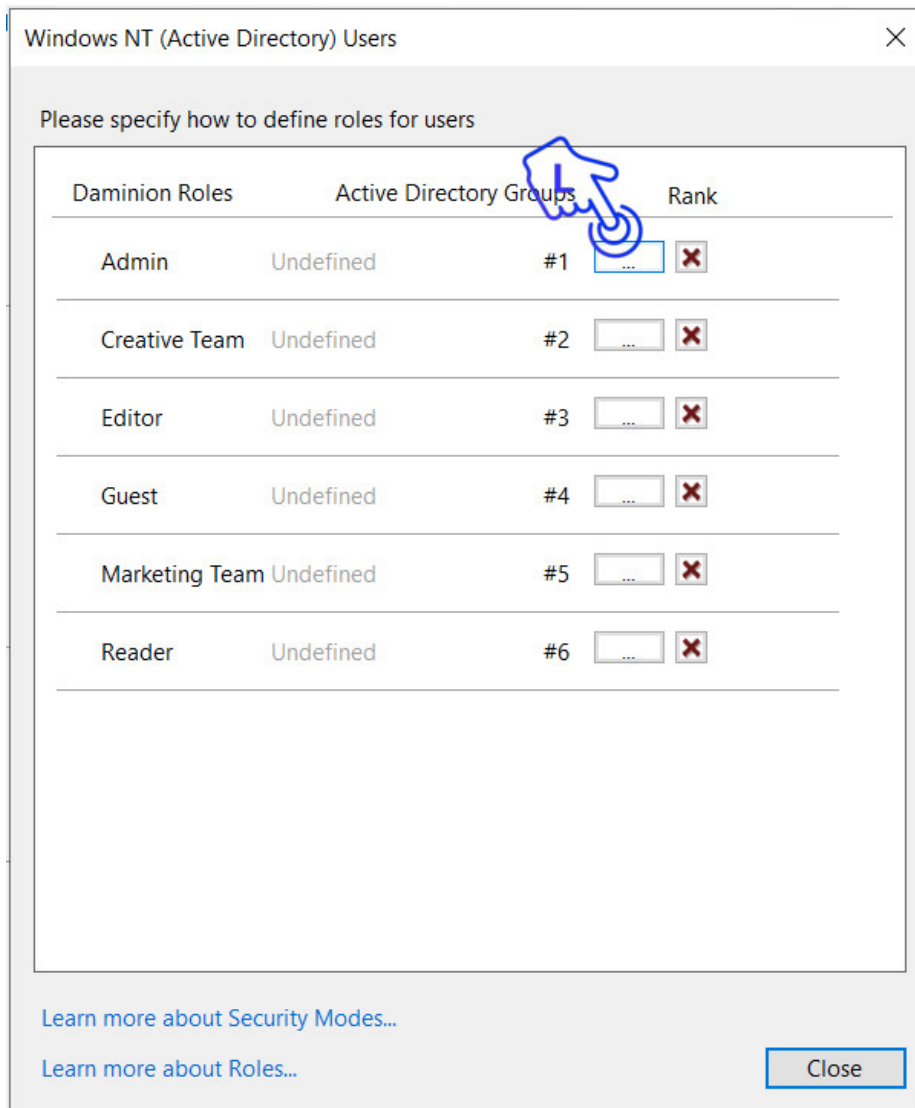 Windows NT (Active Directory) Users
Please specify how to define roles for users
Daminion Roles Active Directory Groups Rank
L
Admin Undefined #1 ...
Creative Team Undefined #2 ...
Editor Undefined #3 ...
Guest Undefined #4 ...
Marketing Team Undefined #5 ...
Reader Undefined #6 ...
Learn more about Security Modes...
Learn more about Roles...
Close